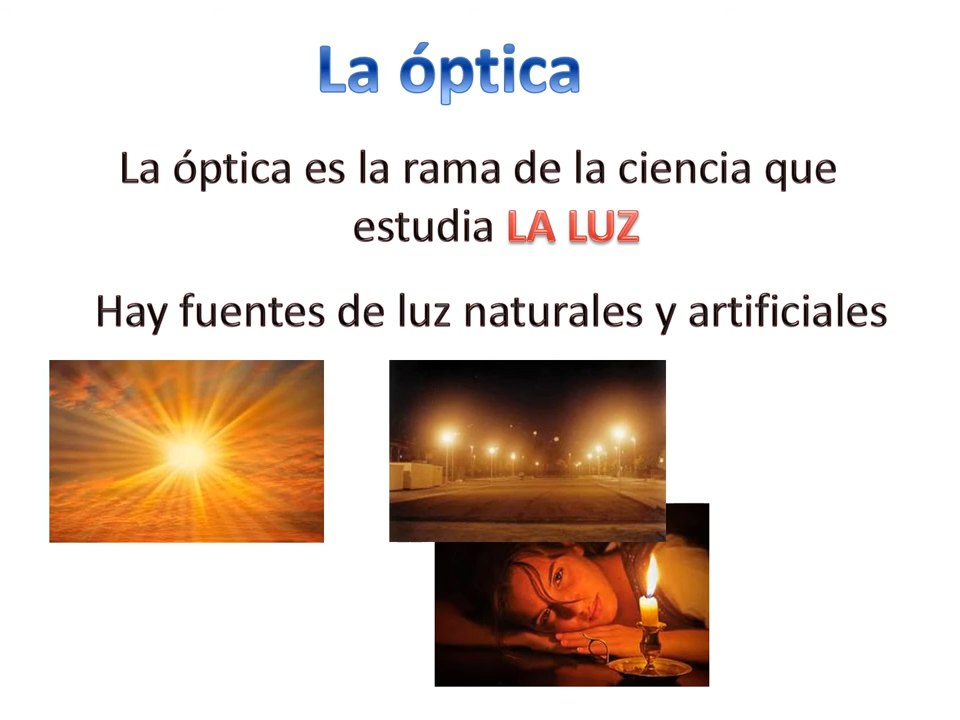 La óptica
La óptica es la rama de la ciencia que
estudia LA LUZ
Hay fuentes de luz naturales y artificiales